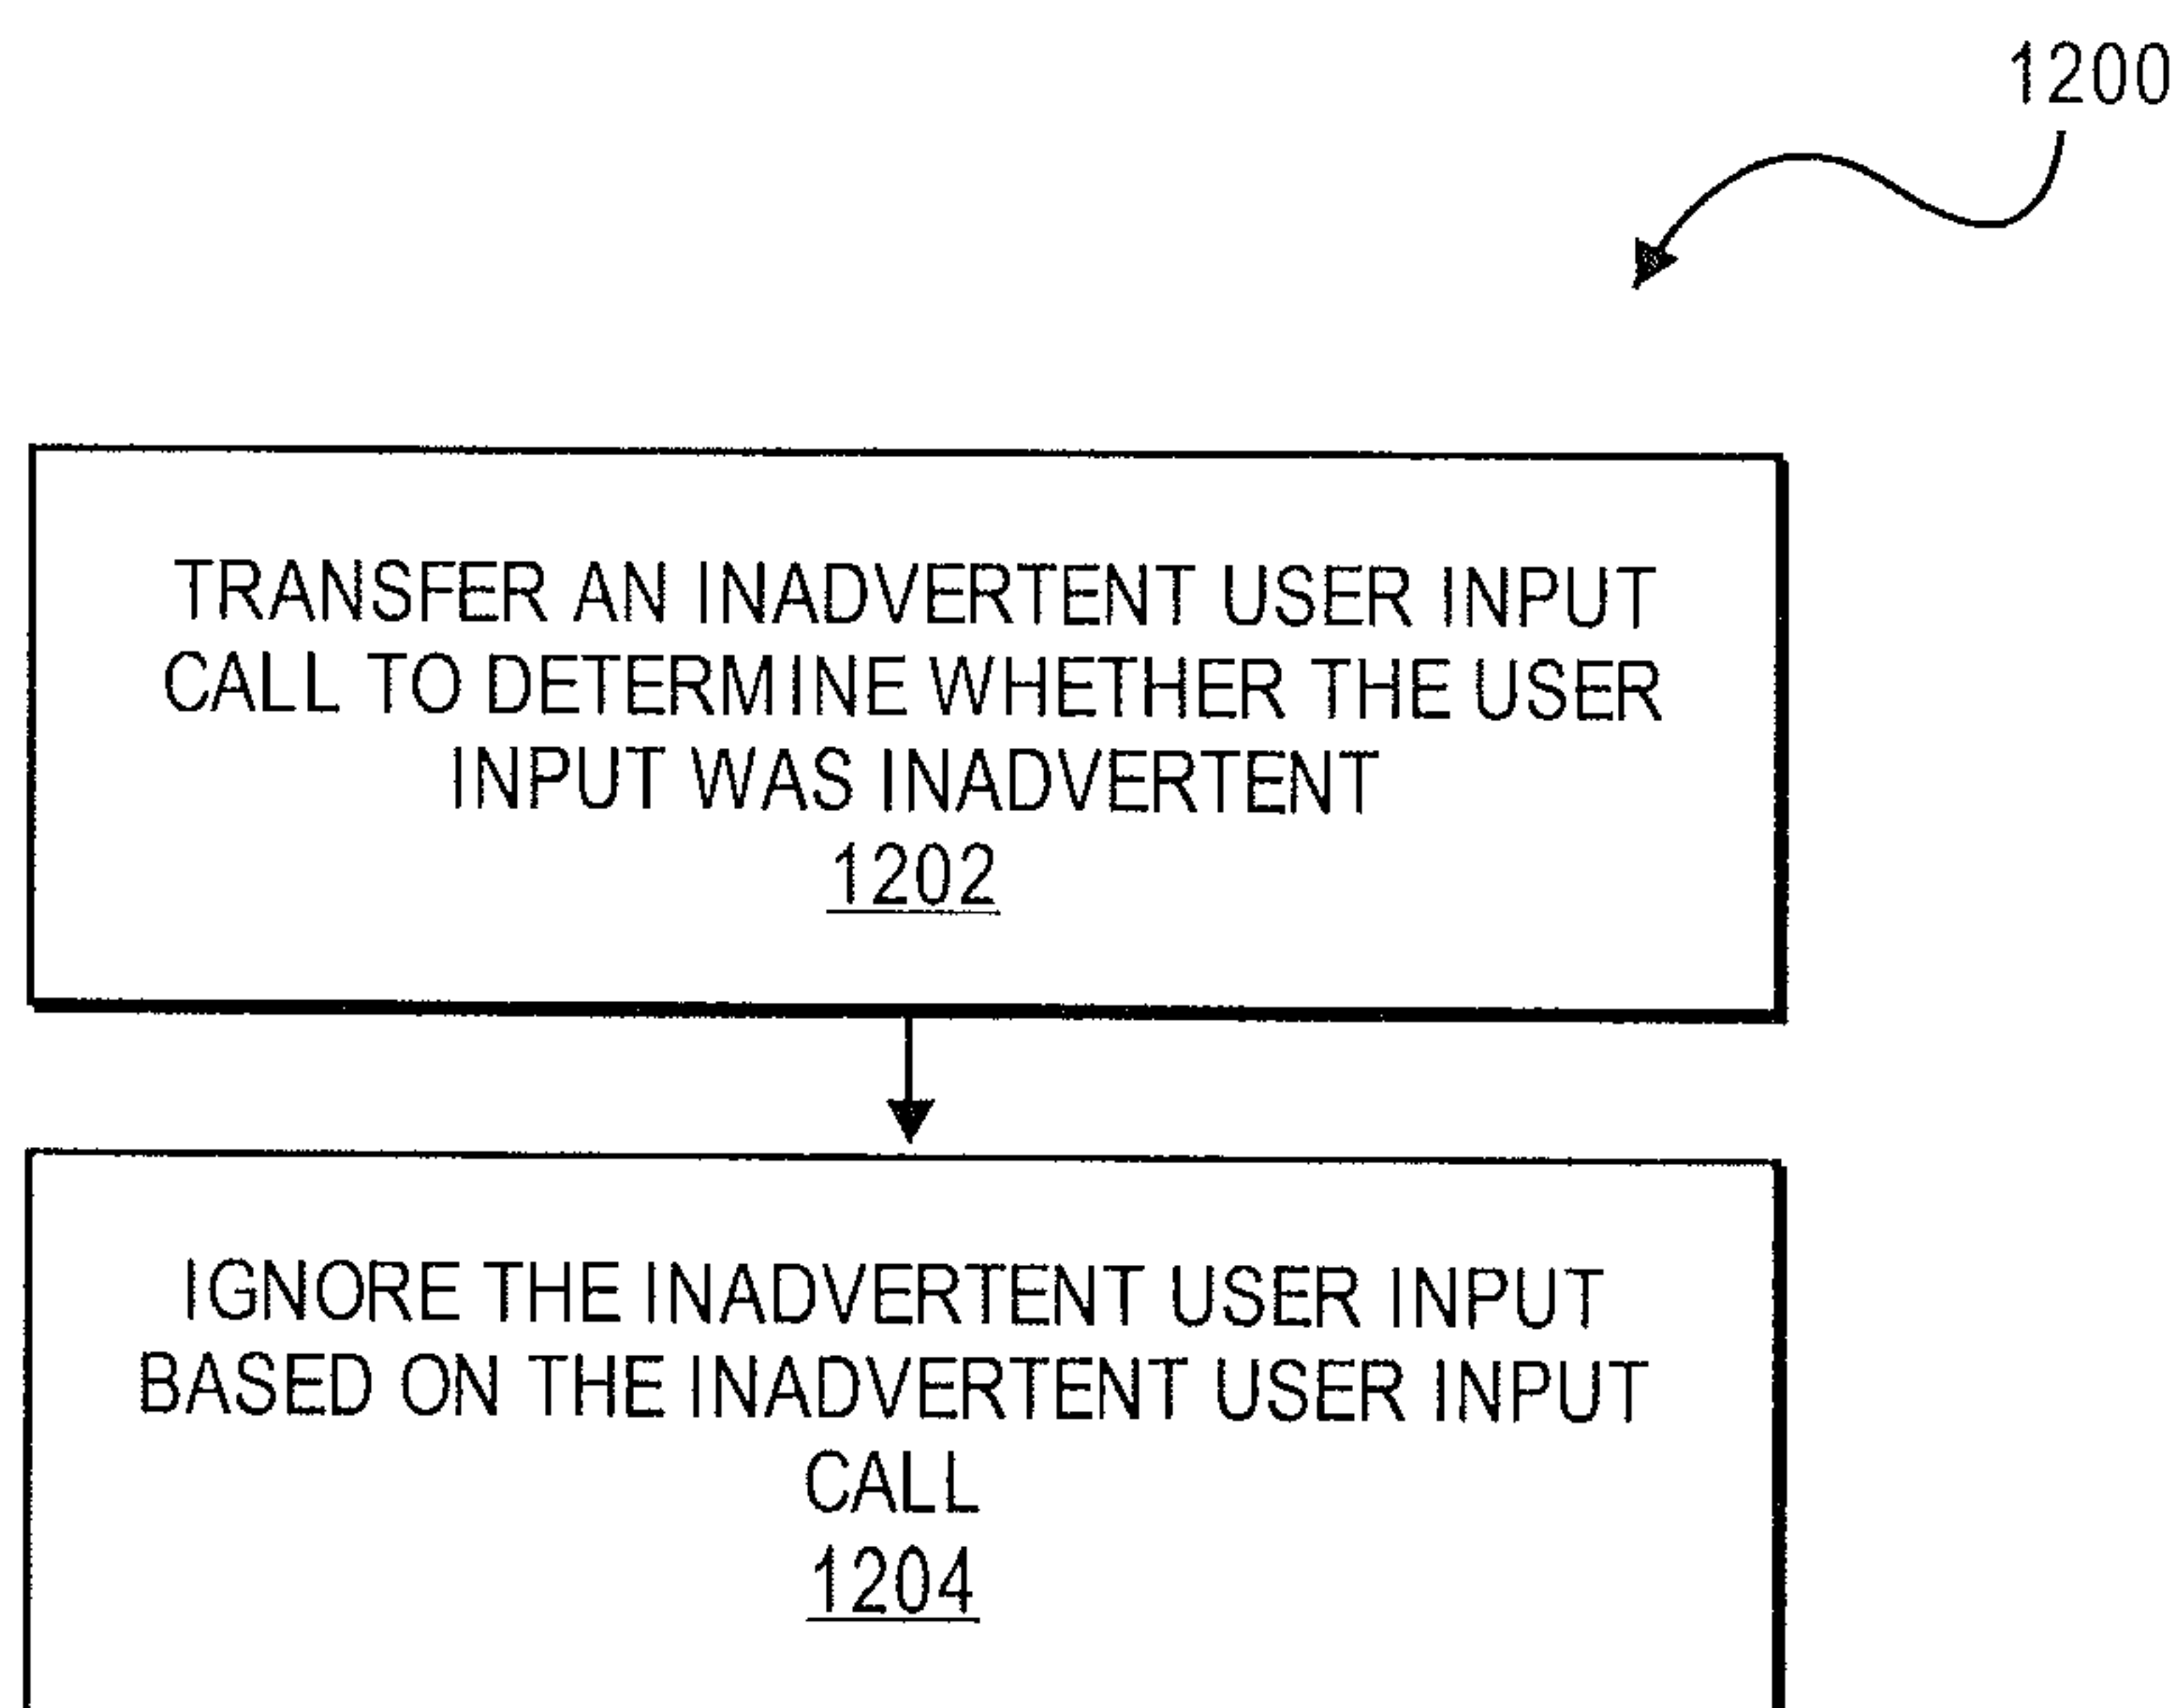 1200
TRANSFER AN INADVERTENT USER INPUT
CALL TO DETERMINE WHETHER THE USER
INPUT WAS INADVERTENT
1202
IGNORE THE INADVERTENT USER INPUT
BASED ON THE INADVERTENT USER INPUT
CALL
1204